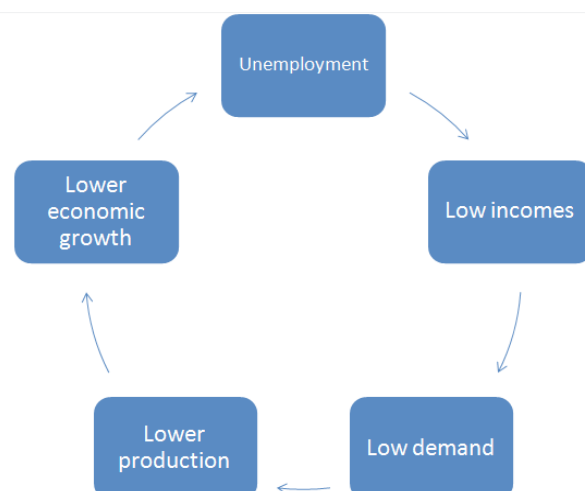 Unemployment
Low incomes
Low demand
Lower
production
Lower
economic
growth